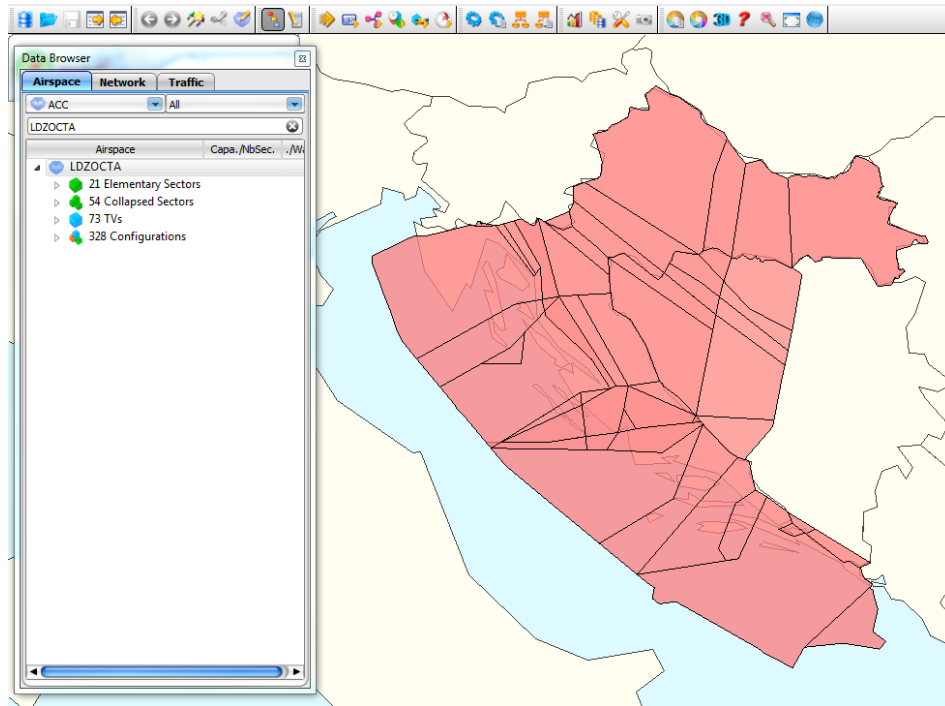 3D ?
Data Browser
Airspace Network Traffic
ACC All
LDZOCTA
Airspace Capa./NbSec.
LDZOCTA
21 Elementary Sectors
54 Collapsed Sectors
73 TVs
328 Configurations